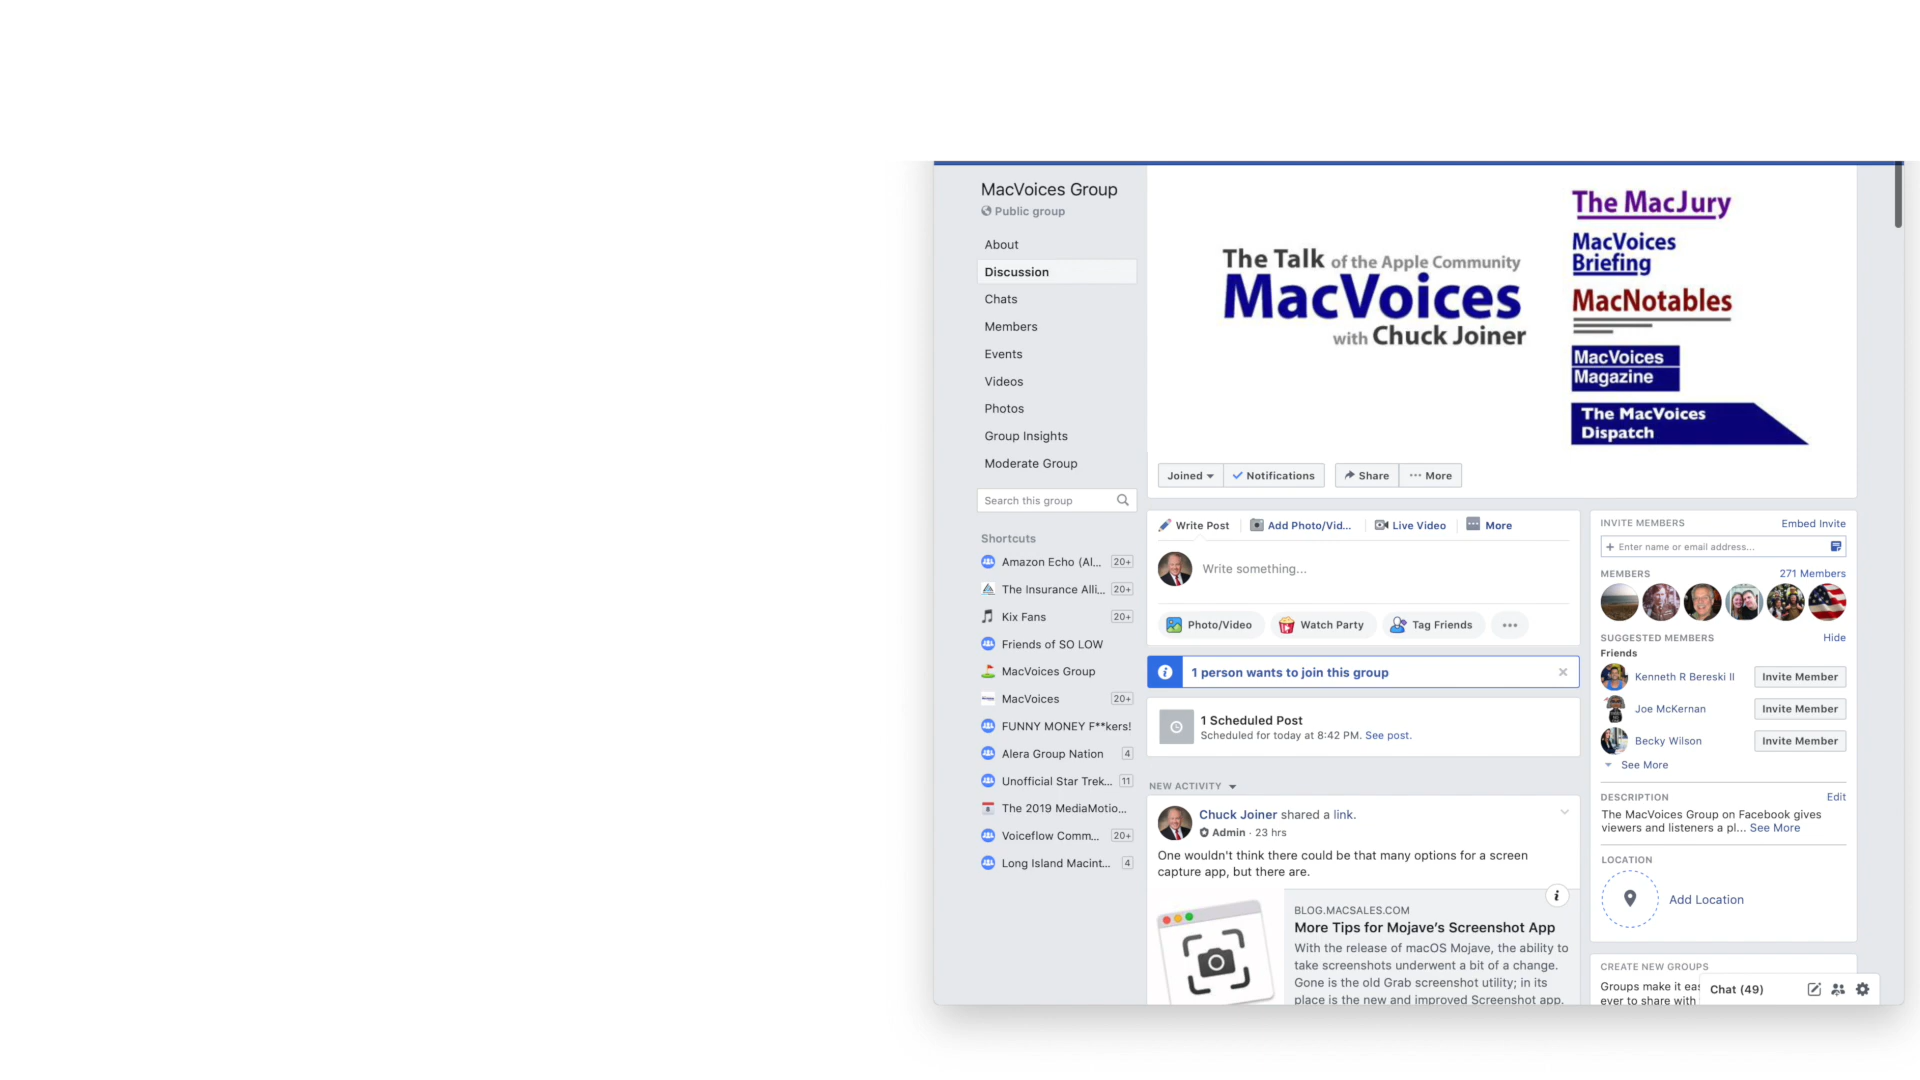 MacVoices Group
Public group
About
Discussion
Chats
Members
Events
Videos
Photos
Group Insights
Moderate Group
Search this group
Shortcuts
Amazon Echo (Al... 20+
The Insurance Alli... 20+
Kix Fans 20+
Friends of SO LOW
MacVoices Group
MacVoices 20+
FUNNY MONEY F**kers!
Alera Group Nation 4
Unofficial Star Trek... 11
The 2019 MediaMotio...
Voiceflow Comm... 20+
Long Island Macint... 4
The Talk of the Apple Community
MacVoices
with Chuck Joiner
The MacJury
MacVoices
Briefing
MacNotables
MacVoices
Magazine
The MacVoices
Dispatch
Joined Notifications Share More
Write Post Add Photo/Vid... Live Video More
Write something...
Photo/Video Watch Party Tag Friends
1 person wants to join this group
1 Scheduled Post
Scheduled for today at 8:42 PM. See post.
NEW ACTIVITY
Chuck Joiner shared a link.
Admin · 23 hrs
One wouldn't think there could be that many options for a screen
capture app, but there are.
BLOG.MACSALES.COM
More Tips for Mojave's Screenshot App
With the release of macOS Mojave, the ability to
take screenshots underwent a bit of a change.
Gone is the old Grab screenshot utility; in its
place is the new and improved Screenshot app.
INVITE MEMBERS Embed Invite
+ Enter name or email address...
MEMBERS 271 Members
SUGGESTED MEMBERS Hide
Friends
Kenneth R Bereski II Invite Member
Joe McKernan Invite Member
Becky Wilson Invite Member
See More
DESCRIPTION Edit
The MacVoices Group on Facebook gives
viewers and listeners a pl... See More
LOCATION
Add Location
CREATE NEW GROUPS
Groups make it eas
ever to share with
Chat (49)